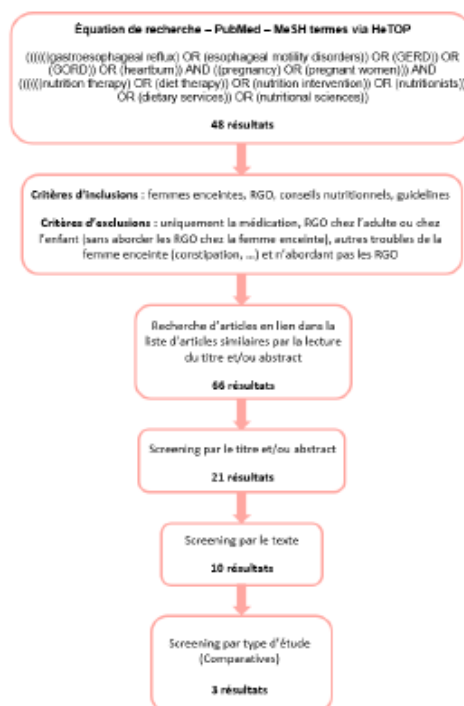 Équation de recherche – PubMed – MeSH termes via HeTOP
((((((gastroesophageal reflux) OR (esophageal motility disorders)) OR (GERD)) OR
(GORD)) OR (heartburn)) AND ((pregnancy) OR (pregnant women))) AND
((((((nutrition therapy) OR (diet therapy)) OR (nutrition intervention)) OR (nutritionists))
OR (dietary services)) OR (nutritional sciences))
48 résultats
Critères d'inclusions : femmes enceintes, RGO, conseils nutritionnels, guidelines
Critères d'exclusions : uniquement la médication, RGO chez l'adulte ou chez
l'enfant (sans aborder les RGO chez la femme enceinte), autres troubles de la
femme enceinte (constipation, ...) et n'abordant pas les RGO
Recherche d'articles en lien dans la
liste d'articles similaires par la lecture
du titre et/ou abstract
66 résultats
Screening par le titre et/ou abstract
21 résultats
Screening par le texte
10 résultats
Screening par type d'étude
(Comparatives)
3 résultats